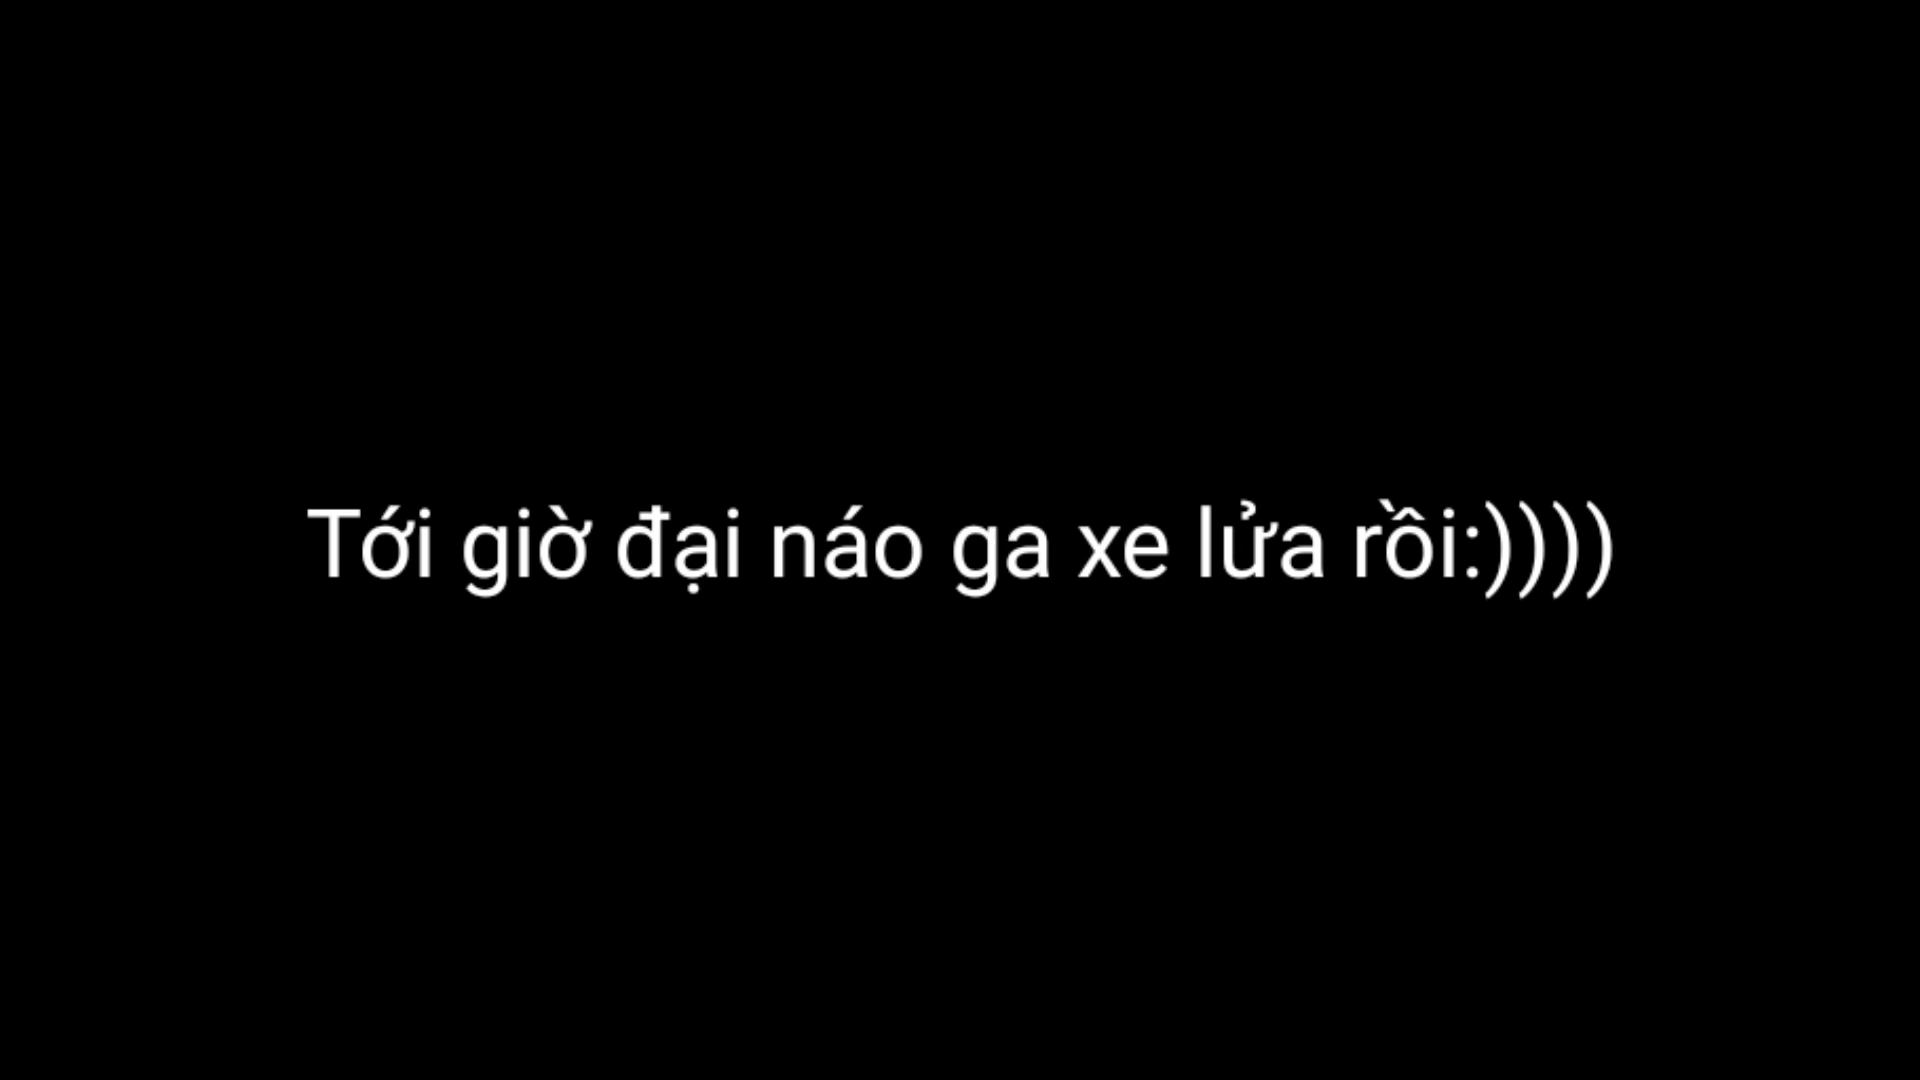 Tới giờ đại náo ga xe lửa rồi:))))